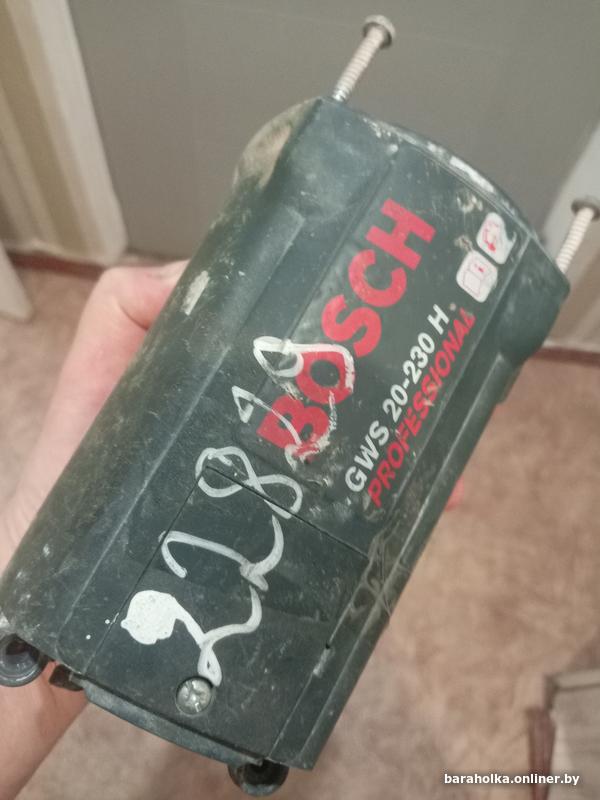 BOSCH
GWS 20-230 H
PROFESSIONAL
baraholka.onliner.by